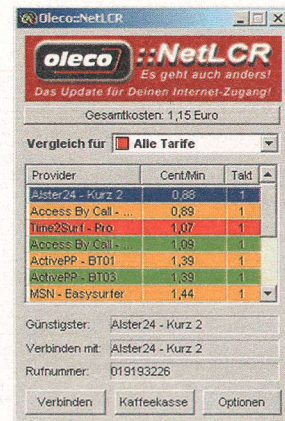 Oleco::NetLCR
oleco ::NetLCR
Es geht auch anders!
Das Update für Deinen Internet-Zugang!
Gesamtkosten: 1,15 Euro
Vergleich für Alle Tarife
Provider Cent/Min Takt
Alster24 - Kurz 2 0,88 1
Access By Call - ... 0,89 1
Time2Surf - Pro 1,07 1
Access By Call - ... 1,09 1
ActivePP - BT01 1,39 1
ActivePP - BT03 1,39 1
MSN - Easysurfer 1,44 1
Günstigster: Alster24 - Kurz 2
Verbinden mit: Alster24 - Kurz 2
Rufnummer: 019193226
Verbinden Kaffeekasse Optionen